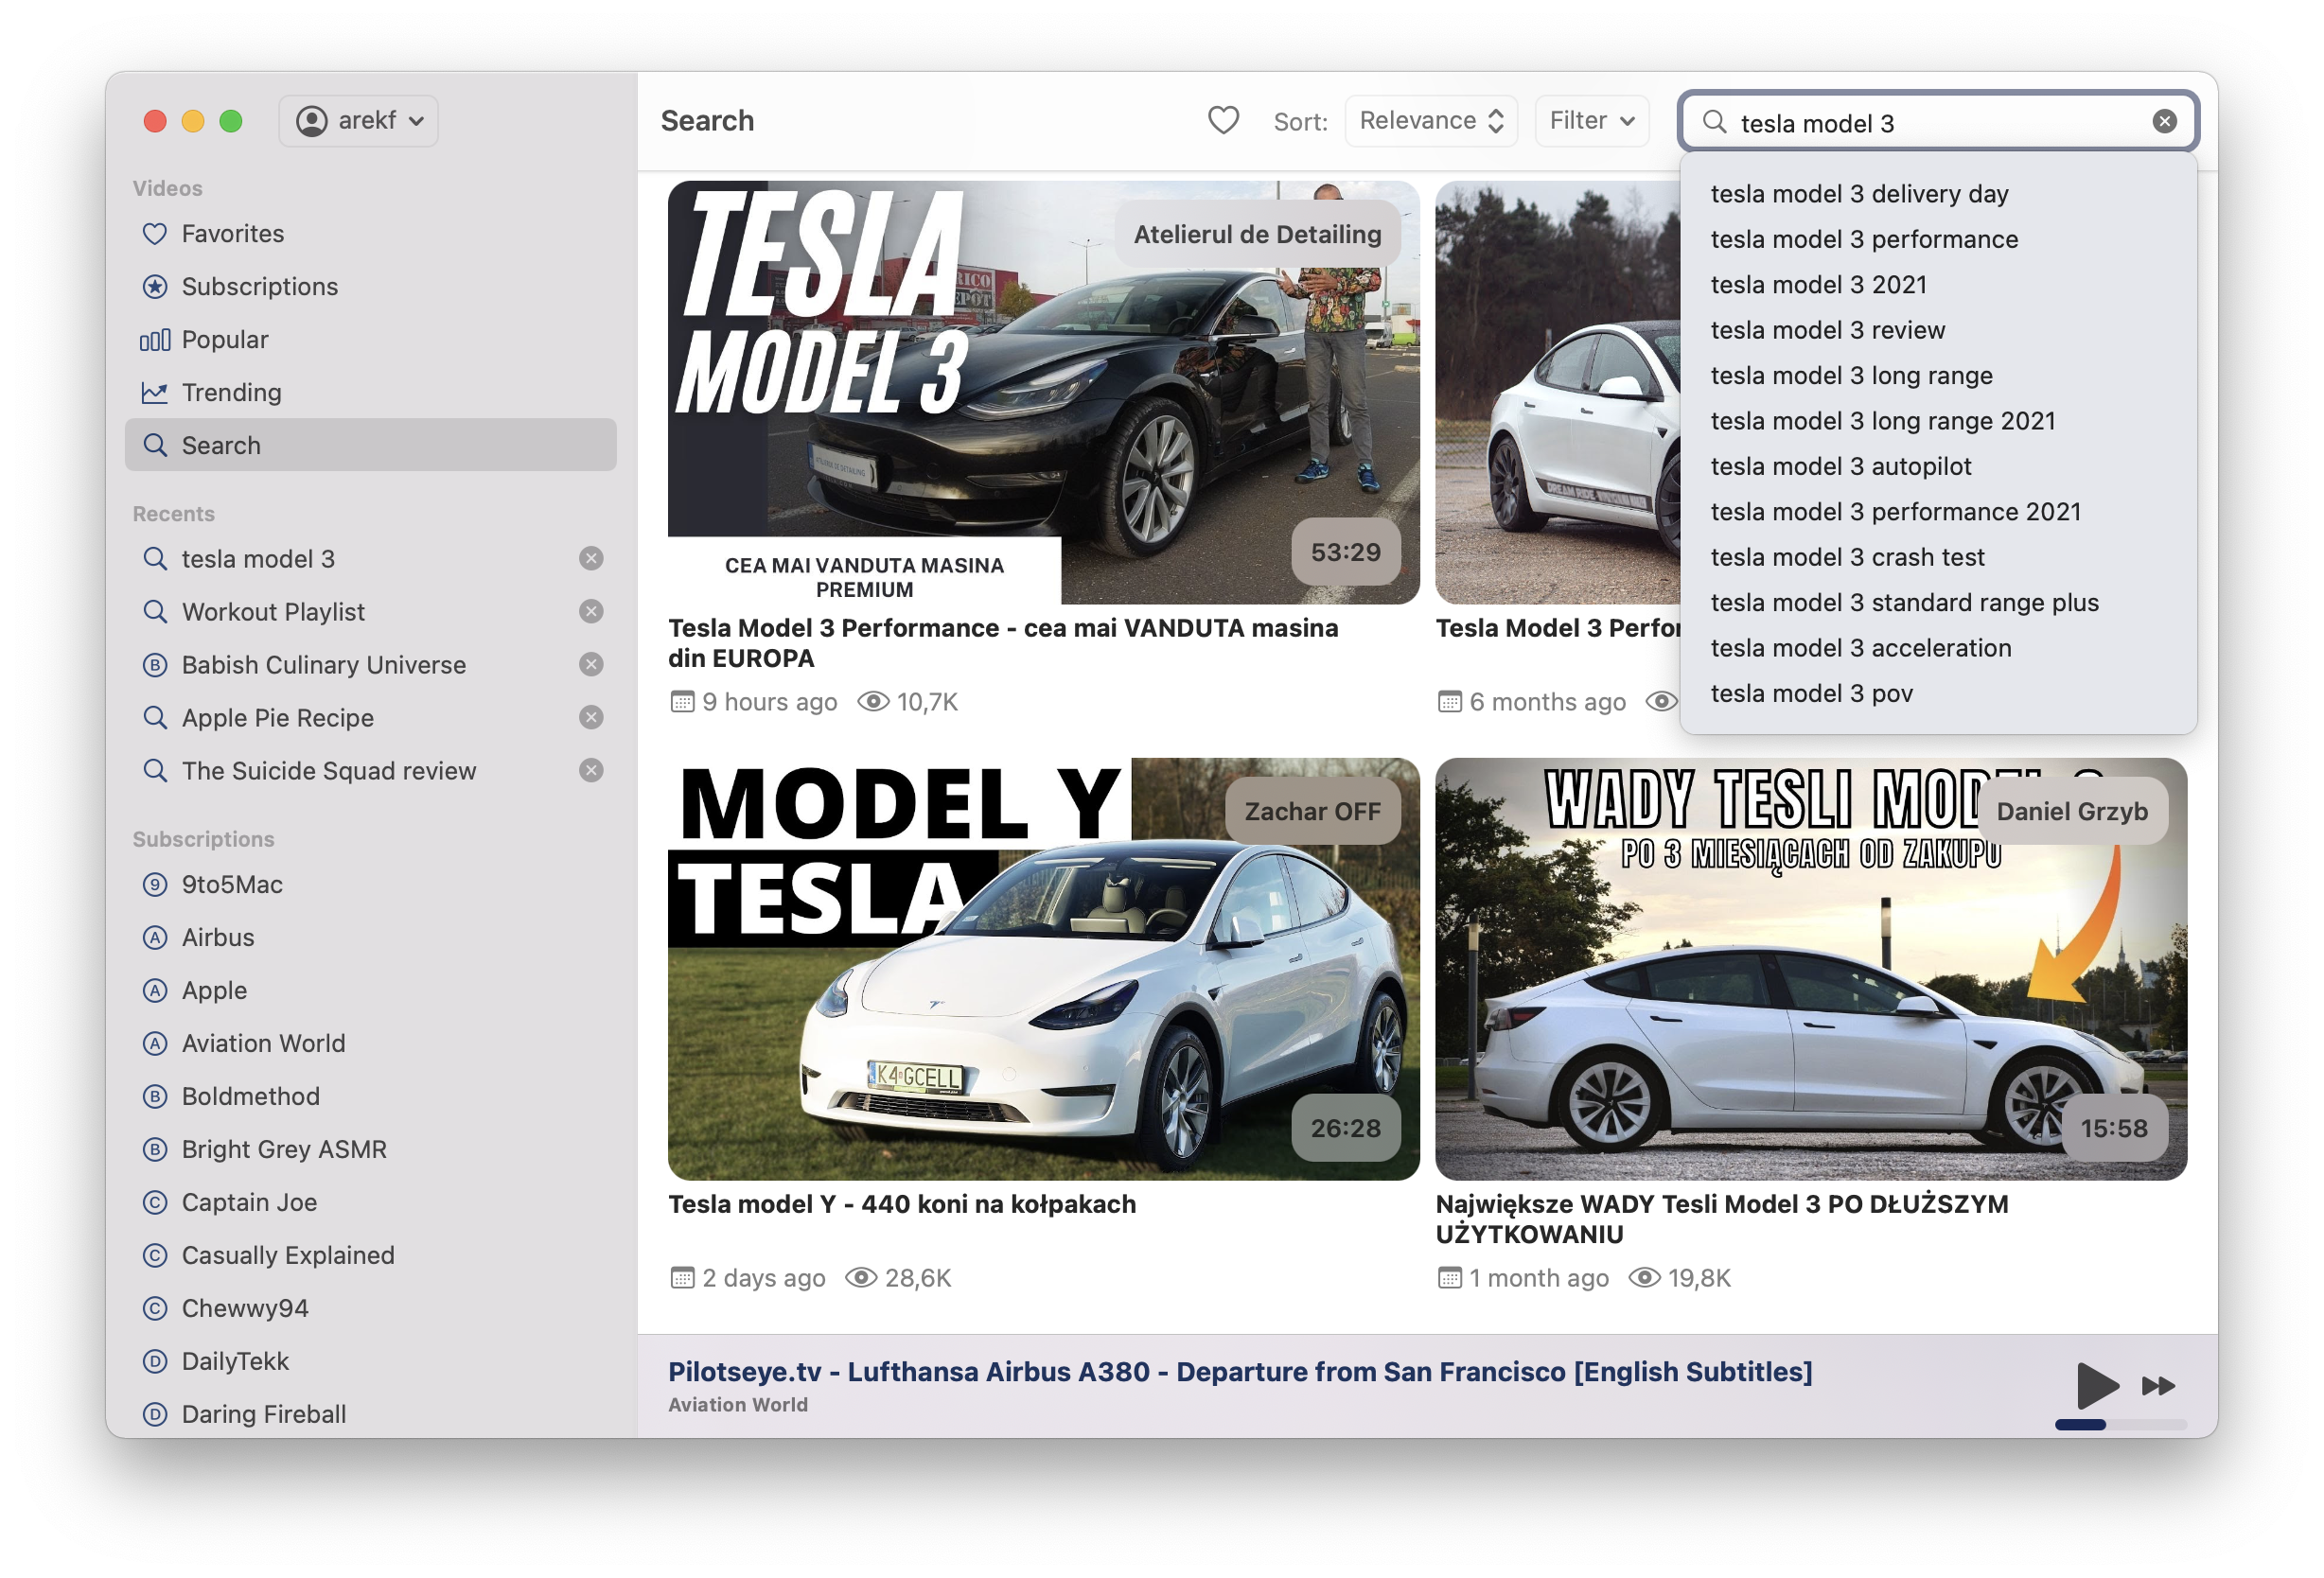 arekf
Videos
Favorites
Subscriptions
Popular
Trending
Search
Recents
tesla model 3
Workout Playlist
Babish Culinary Universe
Apple Pie Recipe
The Suicide Squad review
Subscriptions
9 9to5Mac
A Airbus
A Apple
A Aviation World
B Boldmethod
B Bright Grey ASMR
C Captain Joe
C Casually Explained
C Chewwy94
D DailyTekk
D Daring Fireball
Search
Sort: Relevance Filter
tesla model 3
tesla model 3 delivery day
tesla model 3 performance
tesla model 3 2021
tesla model 3 review
tesla model 3 long range
tesla model 3 long range 2021
tesla model 3 autopilot
tesla model 3 performance 2021
tesla model 3 crash test
tesla model 3 standard range plus
tesla model 3 acceleration
tesla model 3 pov
TESLA
MODEL 3
Atelierul de Detailing
CEA MAI VANDUTA MASINA
PREMIUM
53:29
Tesla Model 3 Performance - cea mai VANDUTA masina
din EUROPA
9 hours ago 10,7K
Tesla Model 3
6 months ago
MODEL Y
TESLA
Zachar OFF
K4 GCELL
26:28
Tesla model Y - 440 koni na kołpakach
2 days ago 28,6K
WADY TESLI
PO 3 MIESIĄCACH OD ZAKUPU
Daniel Grzyb
15:58
Największe WADY Tesli Model 3 PO DŁUŻSZYM
UŻYTKOWANIU
1 month ago 19,8K
Pilotseye.tv - Lufthansa Airbus A380 - Departure from San Francisco [English Subtitles]
Aviation World